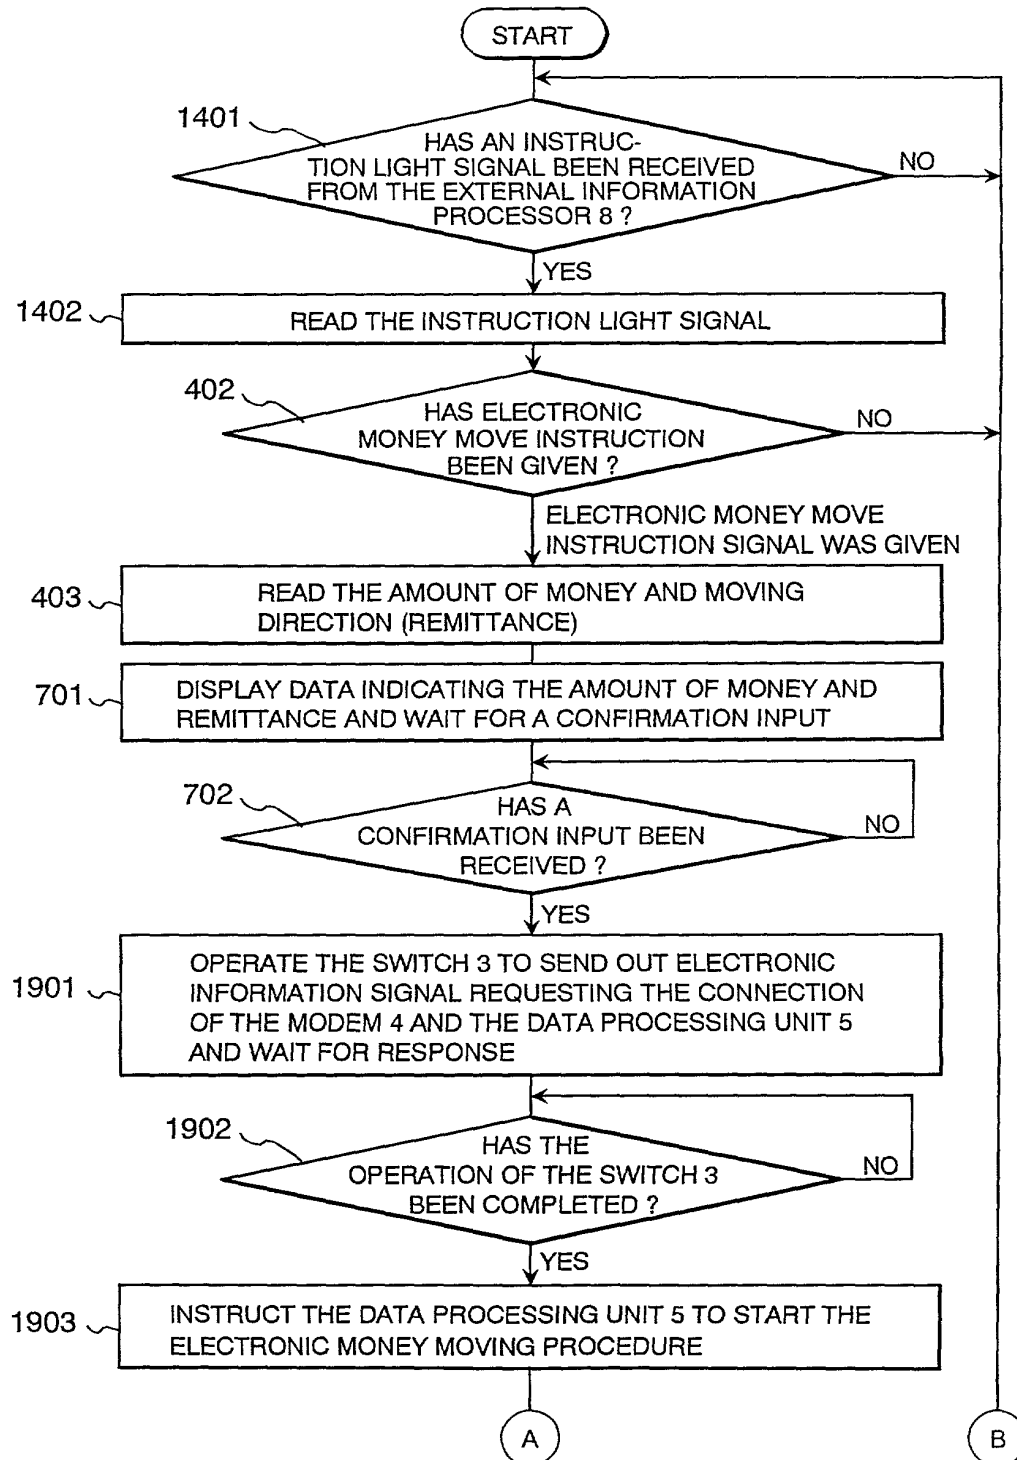 START
1401
HAS AN INSTRUC-
TION LIGHT SIGNAL BEEN RECEIVED
FROM THE EXTERNAL INFORMATION
PROCESSOR 8 ?
NO
YES
1402
READ THE INSTRUCTION LIGHT SIGNAL
402
HAS ELECTRONIC
MONEY MOVE INSTRUCTION
BEEN GIVEN ?
NO
ELECTRONIC MONEY MOVE
INSTRUCTION SIGNAL WAS GIVEN
403
READ THE AMOUNT OF MONEY AND MOVING
DIRECTION (REMITTANCE)
701
DISPLAY DATA INDICATING THE AMOUNT OF MONEY AND
REMITTANCE AND WAIT FOR A CONFIRMATION INPUT
702
HAS A
CONFIRMATION INPUT BEEN
RECEIVED ?
NO
YES
1901
OPERATE THE SWITCH 3 TO SEND OUT ELECTRONIC
INFORMATION SIGNAL REQUESTING THE CONNECTION
OF THE MODEM 4 AND THE DATA PROCESSING UNIT 5
AND WAIT FOR RESPONSE
1902
HAS THE
OPERATION OF THE SWITCH 3
BEEN COMPLETED ?
NO
YES
1903
INSTRUCT THE DATA PROCESSING UNIT 5 TO START THE
ELECTRONIC MONEY MOVING PROCEDURE
A
B